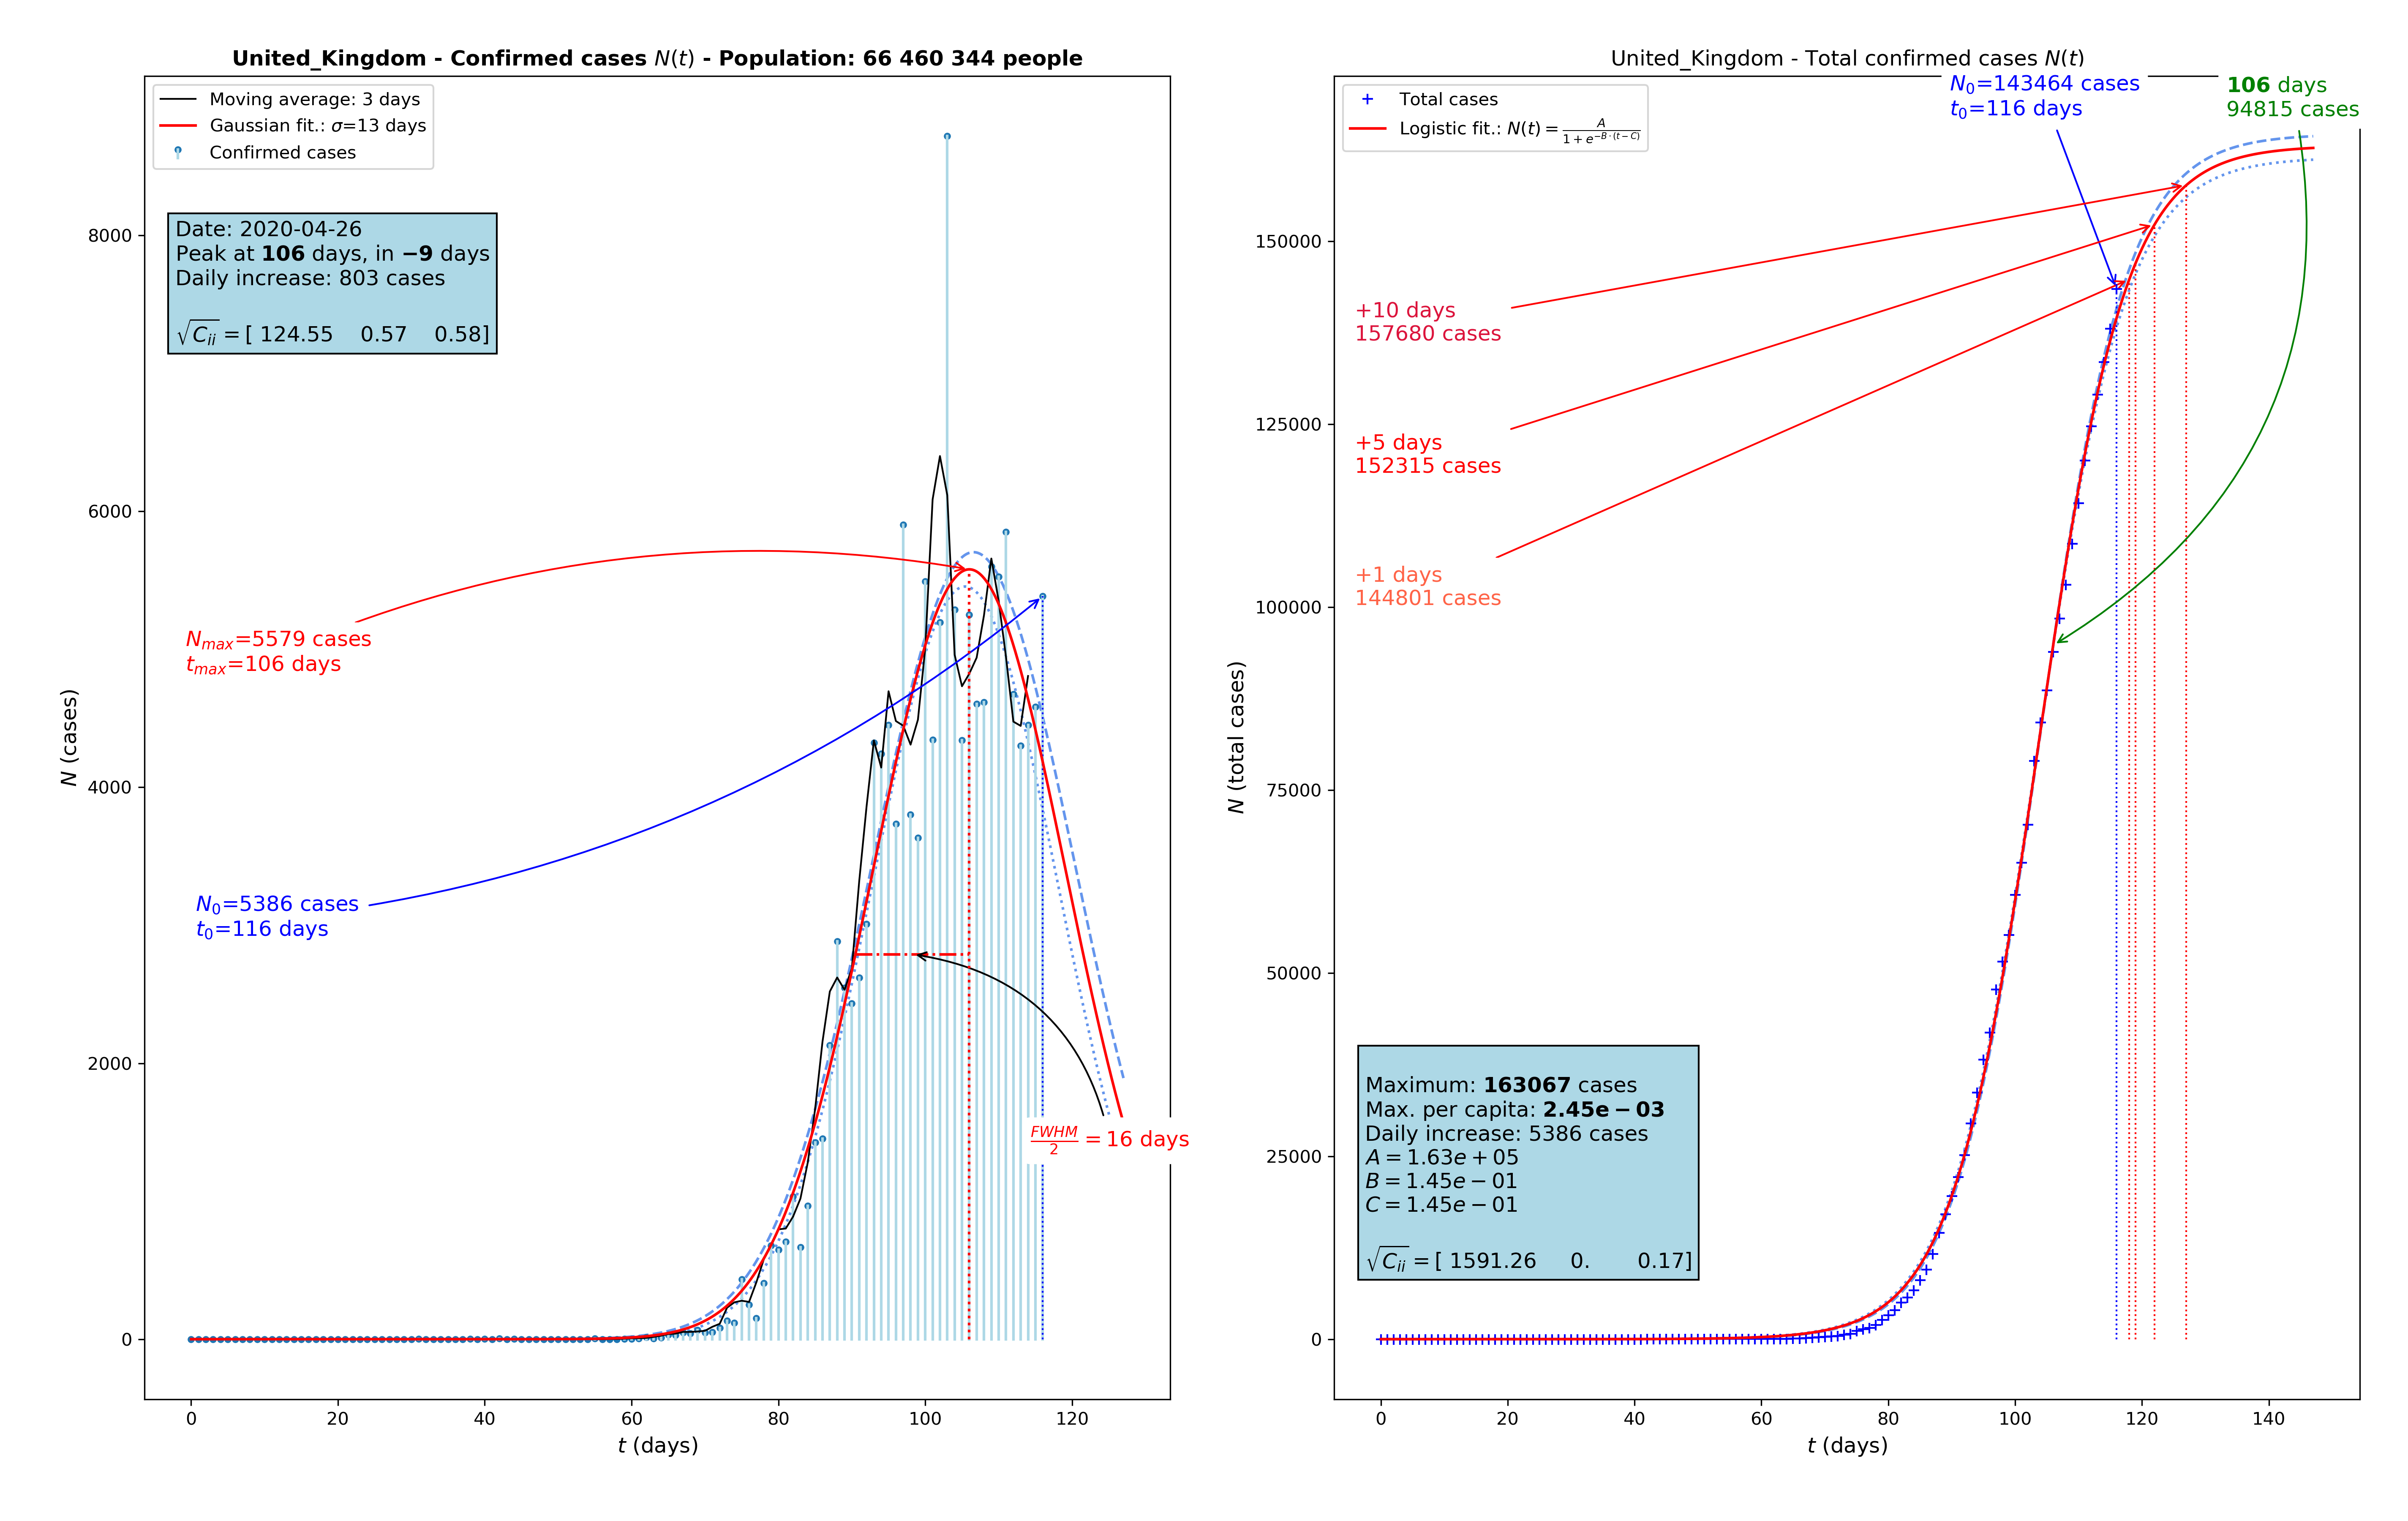 United_Kingdom - Confirmed cases N(t) - Population: 66 460 344 people
Moving average: 3 days
Gaussian fit.: σ=13 days
Confirmed cases
Date: 2020-04-26
Peak at 106 days, in −9 days
Daily increase: 803 cases
√C_ii = [ 124.55 0.57 0.58]
N_max=5579 cases
t_max=106 days
N_0=5386 cases
t_0=116 days
FWHM/2 = 16 days
8000
6000
4000
2000
0
N (cases)
0 20 40 60 80 100 120
t (days)
United_Kingdom - Total confirmed cases N(t)
Total cases
Logistic fit.: N(t) = A/(1 + e^(−B·(t−C)))
N_0=143464 cases
t_0=116 days
106 days
94815 cases
+10 days
157680 cases
+5 days
152315 cases
+1 days
144801 cases
Maximum: 163067 cases
Max. per capita: 2.45e − 03
Daily increase: 5386 cases
A = 1.63e + 05
B = 1.45e − 01
C = 1.45e − 01
√C_ii = [ 1591.26 0. 0.17]
150000
125000
100000
75000
50000
25000
0
N (total cases)
0 20 40 60 80 100 120 140
t (days)